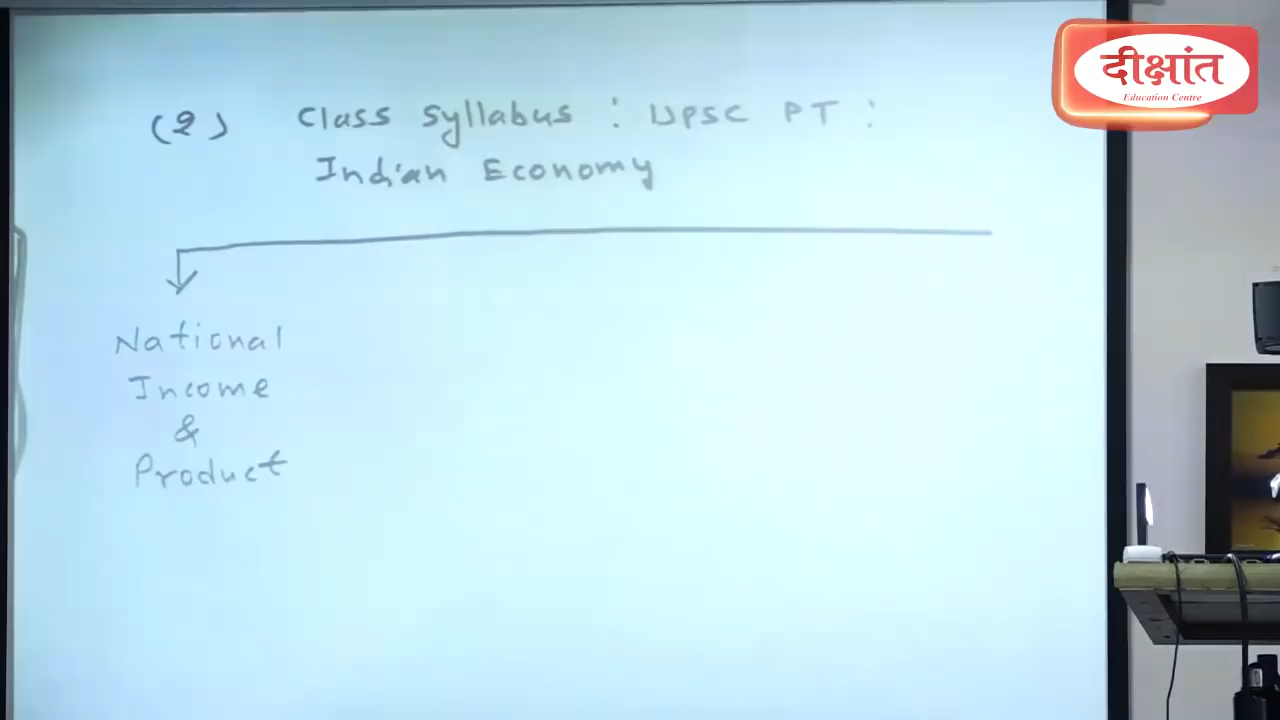 दीक्षांत
Education Centre
(2) Class Syllabus : UPSC PT :
Indian Economy
National
Income
&
Product